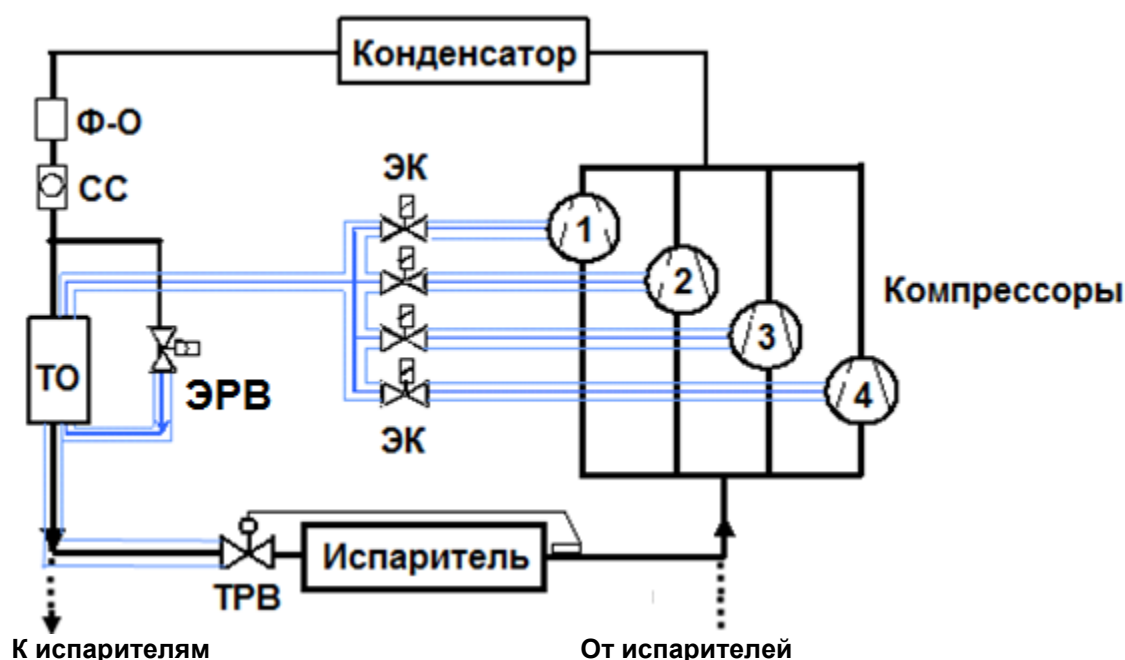 Конденсатор
Ф-О
СС
ЭК
1
2
Компрессоры
3
ТО
ЭРВ
4
ЭК
Испаритель
ТРВ
К испарителям
От испарителей